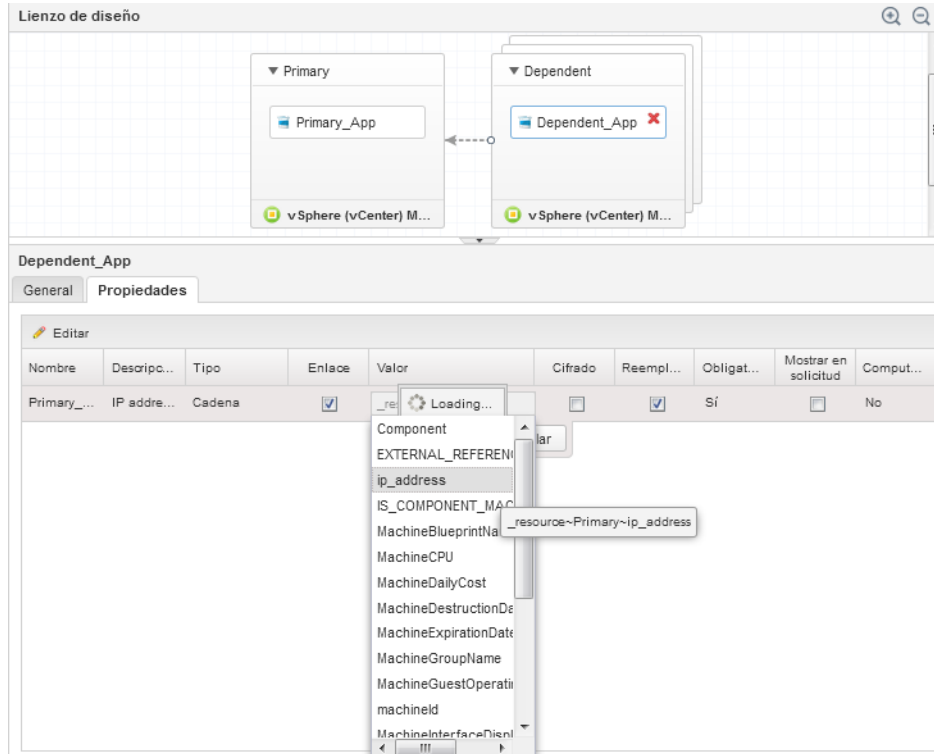 Lienzo de diseño
Primary
Dependent
Primary_App
Dependent_App
vSphere (vCenter) M...
vSphere (vCenter) M...
Dependent_App
General
Propiedades
Editar
Nombre Descripc... Tipo Enlace Valor Cifrado Reempl... Obligat... Mostrar en solicitud Comput...
Primary_... IP addre... Cadena Loading... Sí No
Component
EXTERNAL_REFEREN
ip_address
IS_COMPONENT_MAC
_resource~Primary~ip_address
MachineBlueprintNa
MachineCPU
MachineDailyCost
MachineDestructionDa
MachineExpirationDate
MachineGroupName
MachineGuestOperati
machineId
MachineInterfaceDispl